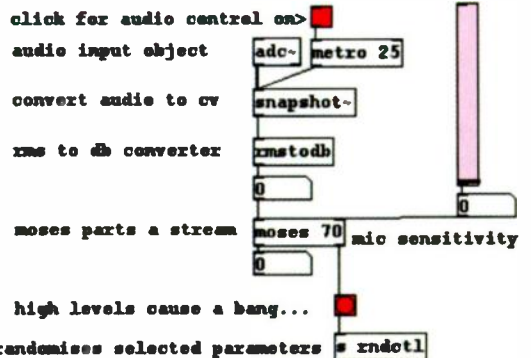 click for audio control on>
audio input object
adc~ metro 25
convert audio to cv
snapshot~
rms to db converter
rmstodb
0
0
moses parts a stream
moses 70
mic sensitivity
0
high levels cause a bang...
randomises selected parameters
s rndctl